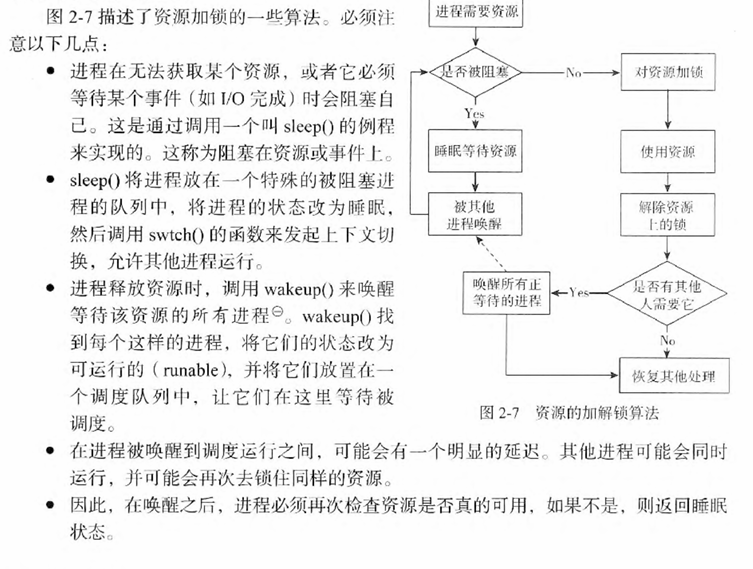 图 2-7 描述了资源加锁的一些算法。必须注
意以下几点：
● 进程在无法获取某个资源，或者它必须
等待某个事件（如 I/O 完成）时会阻塞自
己。这是通过调用一个叫 sleep() 的例程
来实现的。这称为阻塞在资源或事件上。
● sleep() 将进程放在一个特殊的被阻塞进
程的队列中，将进程的状态改为睡眠，
然后调用 swtch() 的函数来发起上下文切
换，允许其他进程运行。
● 进程释放资源时，调用 wakeup() 来唤醒
等待该资源的所有进程㊀。wakeup() 找
到每个这样的进程，将它们的状态改为
可运行的（runable），并将它们放置在一
个调度队列中，让它们在这里等待被
调度。
进程需要资源
是否被阻塞
No
对资源加锁
Yes
睡眠等待资源
使用资源
被其他
进程唤醒
解除资源
上的锁
唤醒所有正
等待的进程
Yes
是否有其他
人需要它
No
恢复其他处理
图 2-7 资源的加解锁算法
● 在进程被唤醒到调度运行之间，可能会有一个明显的延迟。其他进程可能会同时
运行，并可能会再次去锁住同样的资源。
● 因此，在唤醒之后，进程必须再次检查资源是否真的可用，如果不是，则返回睡眠
状态。